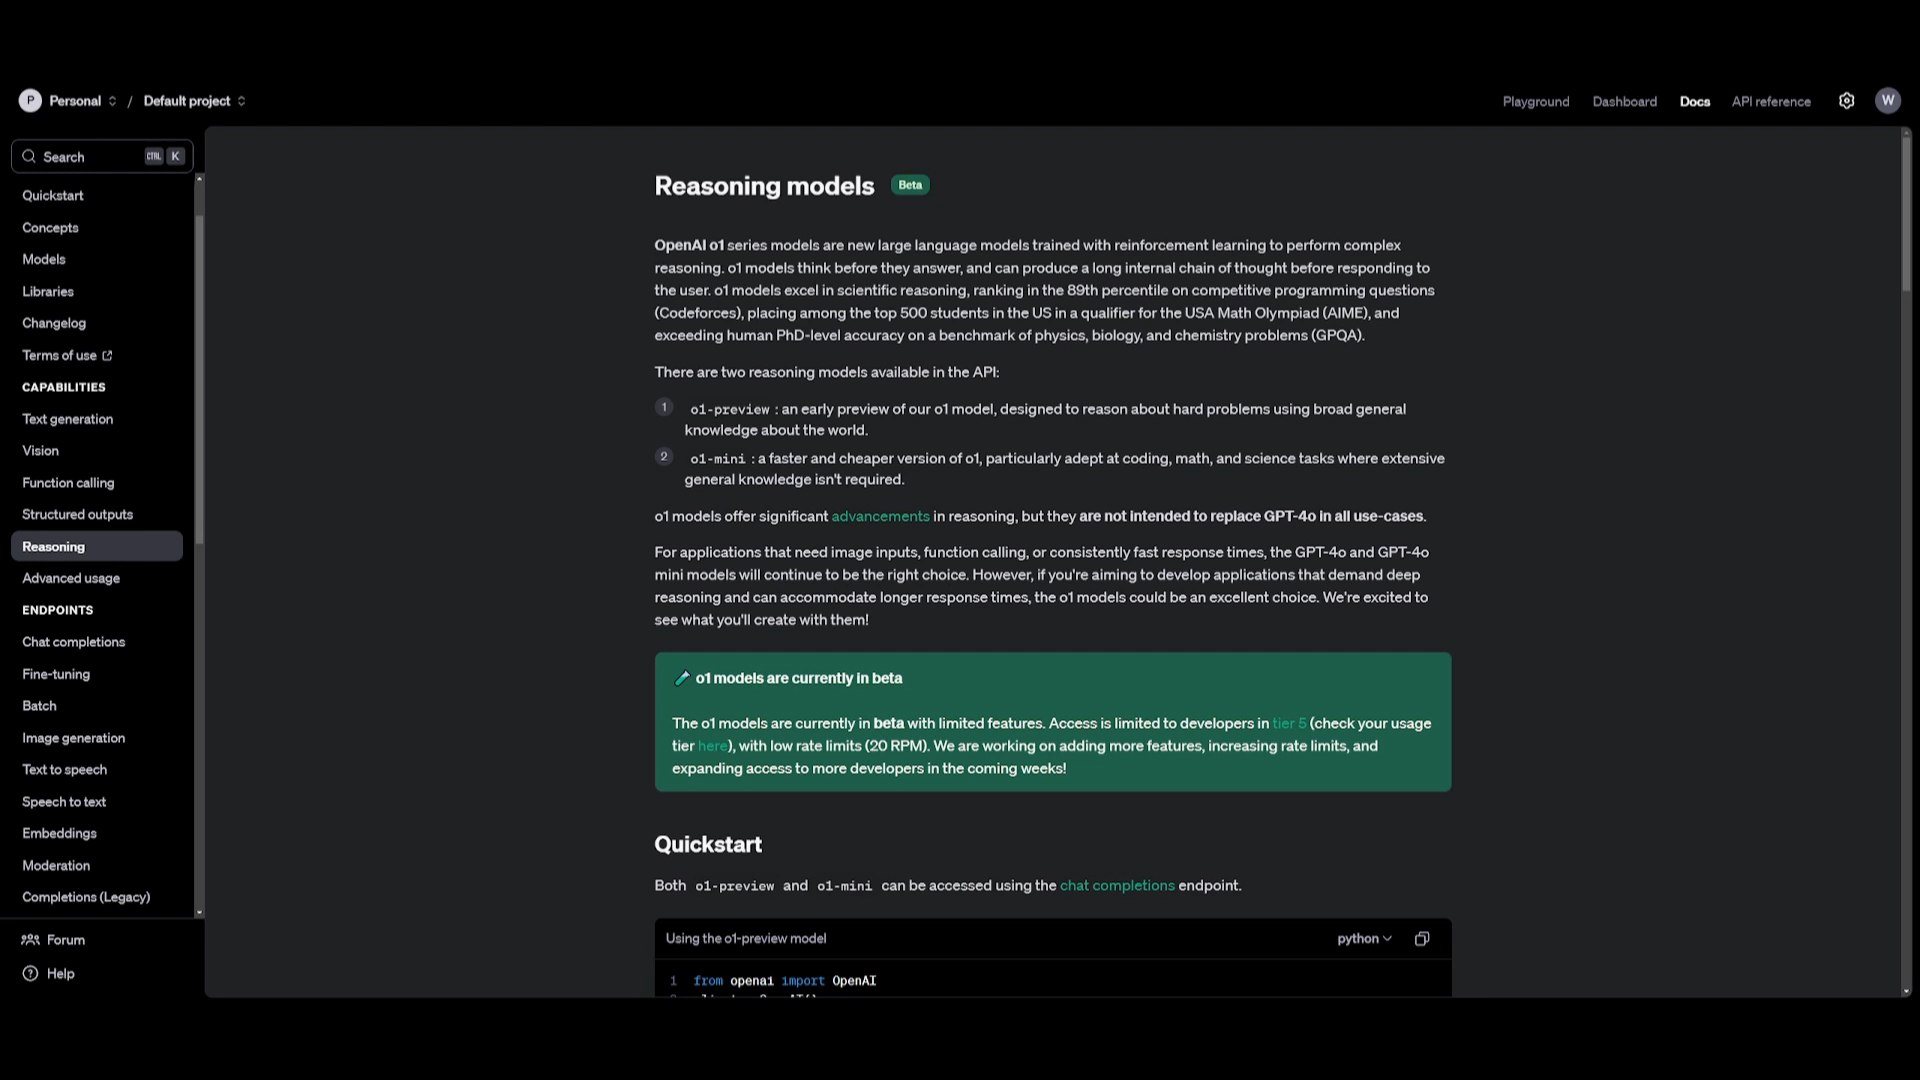 P Personal / Default project
Playground Dashboard Docs API reference W
Search CTRL K
Quickstart
Concepts
Models
Libraries
Changelog
Terms of use
CAPABILITIES
Text generation
Vision
Function calling
Structured outputs
Reasoning
Advanced usage
ENDPOINTS
Chat completions
Fine-tuning
Batch
Image generation
Text to speech
Speech to text
Embeddings
Moderation
Completions (Legacy)
Forum
Help
Reasoning models Beta
OpenAI o1 series models are new large language models trained with reinforcement learning to perform complex
reasoning. o1 models think before they answer, and can produce a long internal chain of thought before responding to
the user. o1 models excel in scientific reasoning, ranking in the 89th percentile on competitive programming questions
(Codeforces), placing among the top 500 students in the US in a qualifier for the USA Math Olympiad (AIME), and
exceeding human PhD-level accuracy on a benchmark of physics, biology, and chemistry problems (GPQA).
There are two reasoning models available in the API:
1 o1-preview : an early preview of our o1 model, designed to reason about hard problems using broad general
knowledge about the world.
2 o1-mini : a faster and cheaper version of o1, particularly adept at coding, math, and science tasks where extensive
general knowledge isn't required.
o1 models offer significant advancements in reasoning, but they are not intended to replace GPT-4o in all use-cases.
For applications that need image inputs, function calling, or consistently fast response times, the GPT-4o and GPT-4o
mini models will continue to be the right choice. However, if you're aiming to develop applications that demand deep
reasoning and can accommodate longer response times, the o1 models could be an excellent choice. We're excited to
see what you'll create with them!
o1 models are currently in beta
The o1 models are currently in beta with limited features. Access is limited to developers in tier 5 (check your usage
tier here), with low rate limits (20 RPM). We are working on adding more features, increasing rate limits, and
expanding access to more developers in the coming weeks!
Quickstart
Both o1-preview and o1-mini can be accessed using the chat completions endpoint.
Using the o1-preview model python
1 from openai import OpenAI